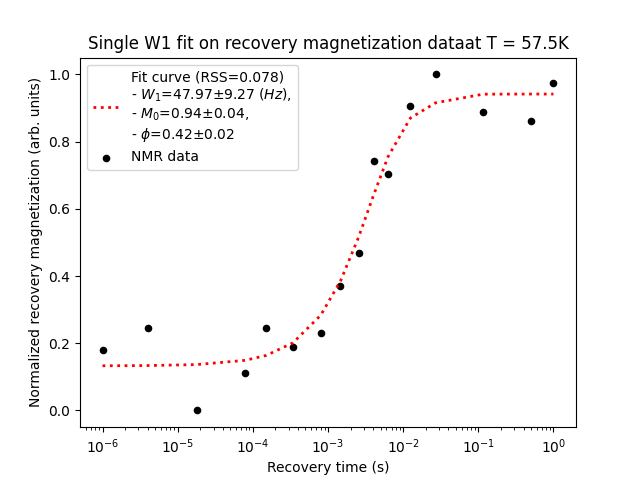 Single W1 fit on recovery magnetization dataat T = 57.5K
Normalized recovery magnetization (arb. units)
1.0
0.8
0.6
0.4
0.2
0.0
Fit curve (RSS=0.078)
- W₁=47.97±9.27 (Hz),
- M₀=0.94±0.04,
- ϕ=0.42±0.02
NMR data
10⁻⁶ 10⁻⁵ 10⁻⁴ 10⁻³ 10⁻² 10⁻¹ 10⁰
Recovery time (s)